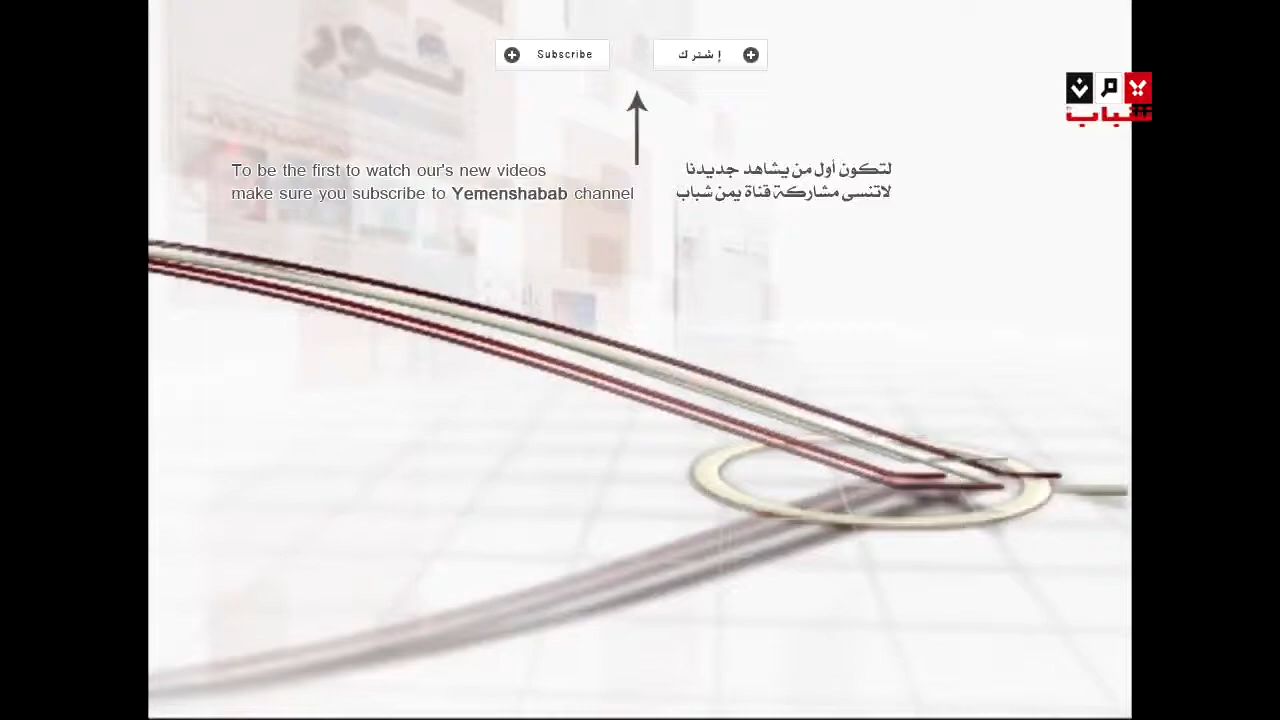 Subscribe
إشترك
To be the first to watch our's new videos
make sure you subscribe to Yemenshabab channel
لتكون أول من يشاهد جديدنا
لاتنسى مشاركة قناة يمن شباب
يمن
شباب